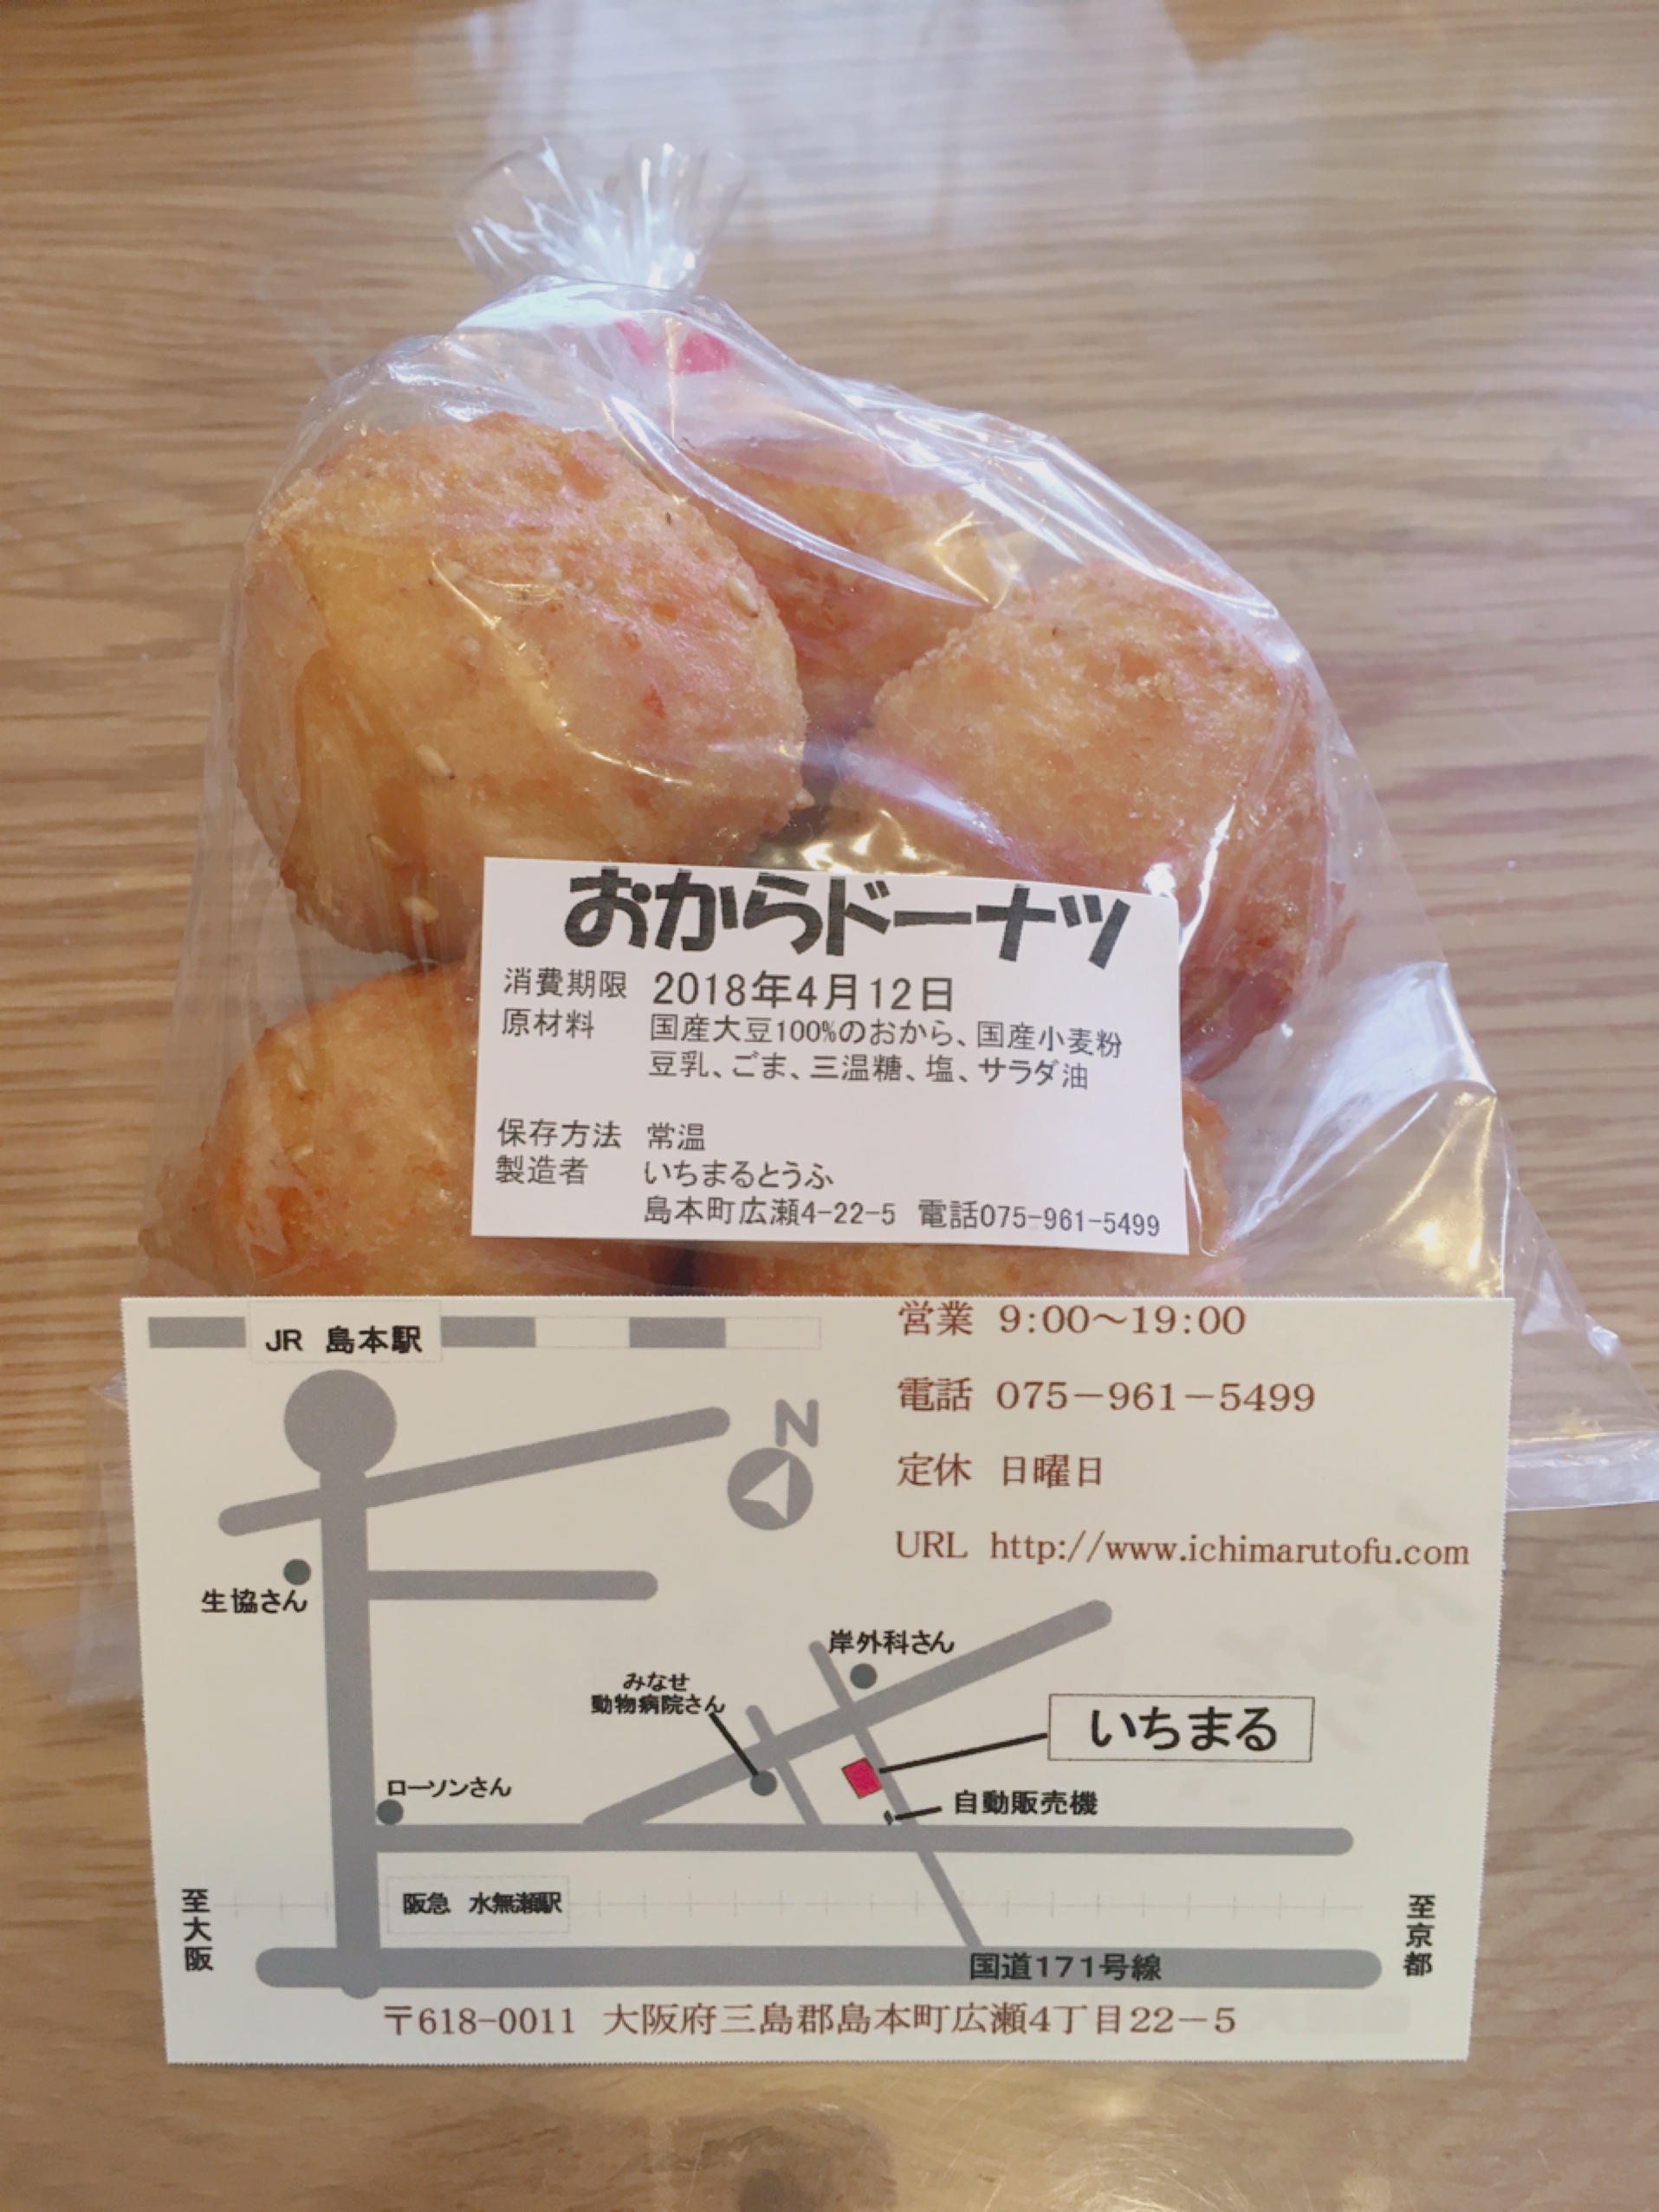 おからドーナツ
消費期限 2018年4月12日
原材料 国産大豆100%のおから、国産小麦粉
豆乳、ごま、三温糖、塩、サラダ油
保存方法 常温
製造者 いちまるとうふ
島本町広瀬4-22-5 電話075-961-5499
営業 9:00〜19:00
電話 075－961－5499
定休 日曜日
URL http://www.ichimarutofu.com
JR 島本駅
N
生協さん
岸外科さん
みなせ
動物病院さん
いちまる
ローソンさん
自動販売機
阪急 水無瀬駅
至大阪
至京都
国道171号線
〒618-0011 大阪府三島郡島本町広瀬4丁目22－5